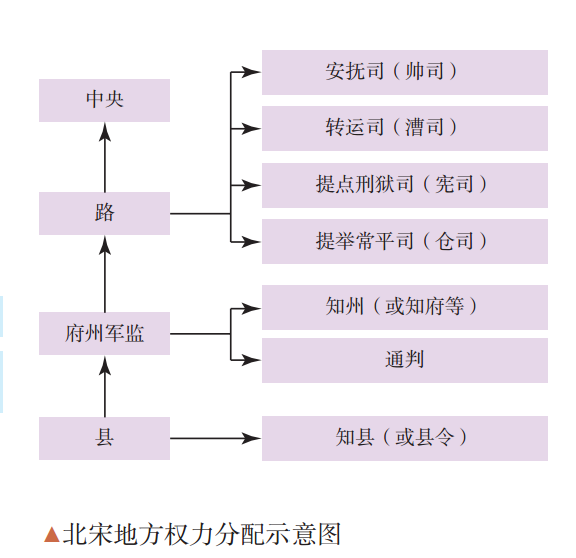 安抚司（帅司）
中央
转运司（漕司）
提点刑狱司（宪司）
路
提举常平司（仓司）
知州（或知府等）
府州军监
通判
县
知县（或县令）
▲北宋地方权力分配示意图